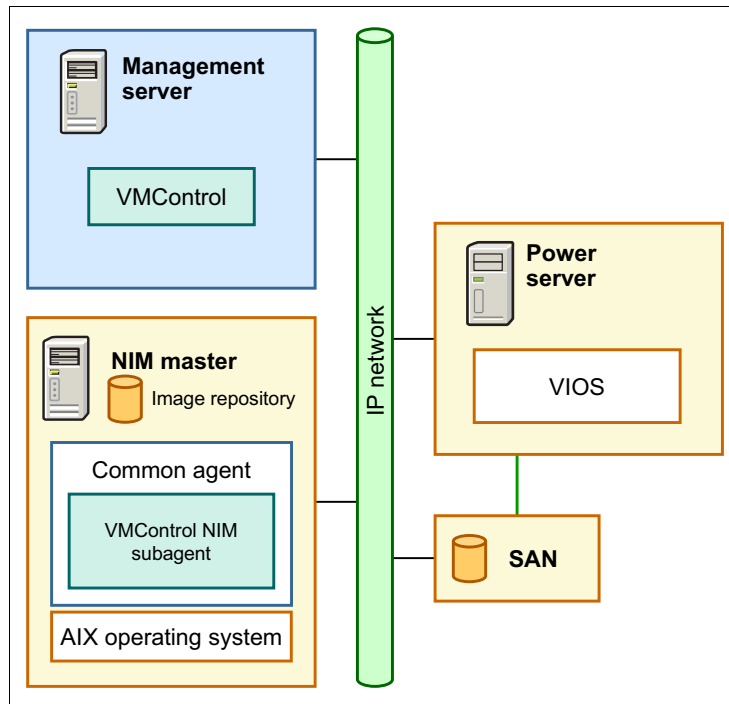 Management
server
VMControl
NIM master
Image repository
Common agent
VMControl NIM
subagent
AIX operating system
IP network
Power
server
VIOS
SAN